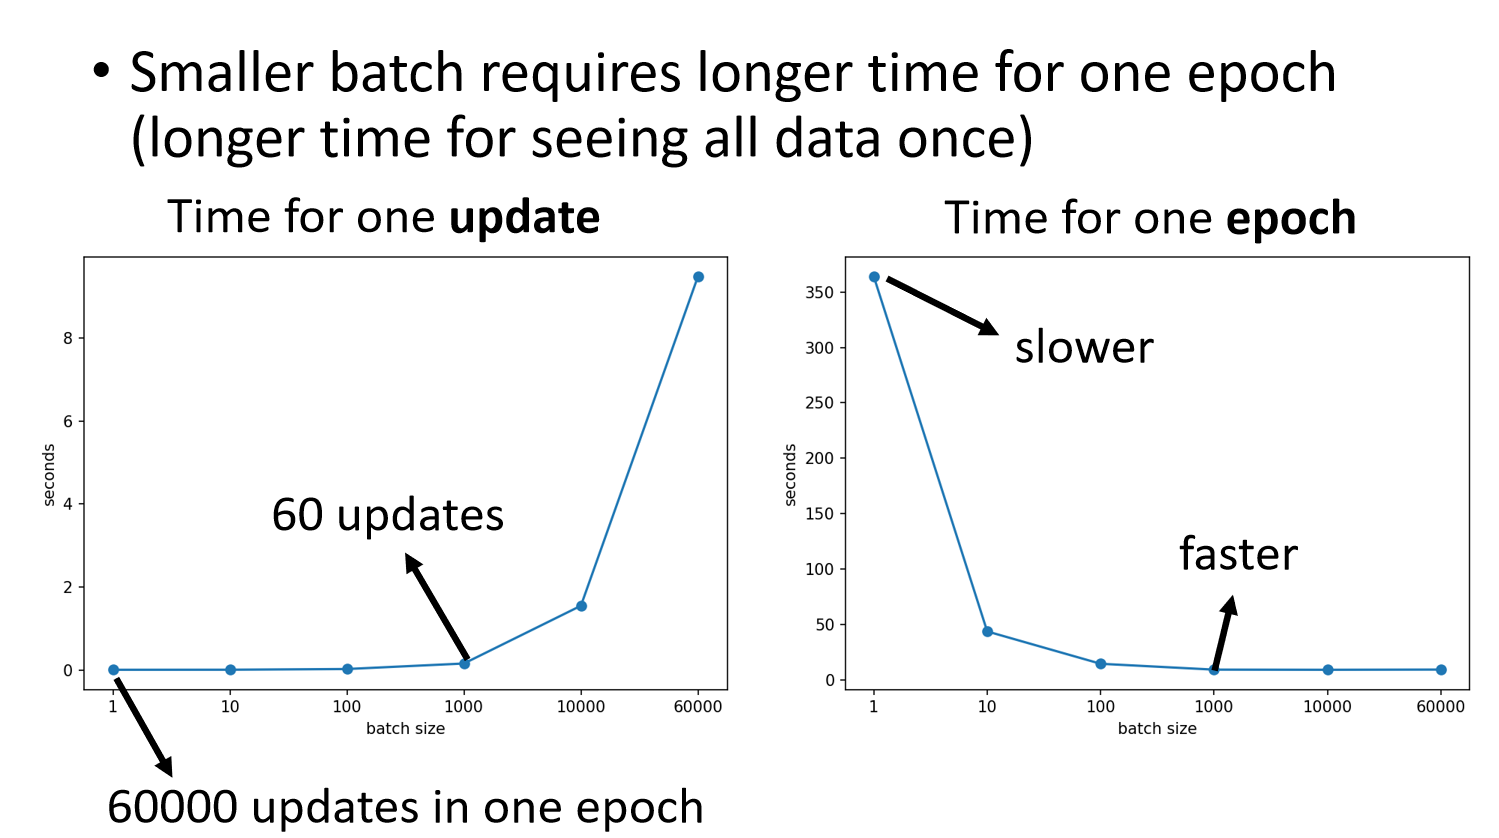 • Smaller batch requires longer time for one epoch
(longer time for seeing all data once)
Time for one update
8
6
4
2
0
seconds
1 10 100 1000 10000 60000
batch size
60 updates
60000 updates in one epoch
Time for one epoch
350
300
250
200
150
100
50
0
seconds
1 10 100 1000 10000 60000
batch size
slower
faster